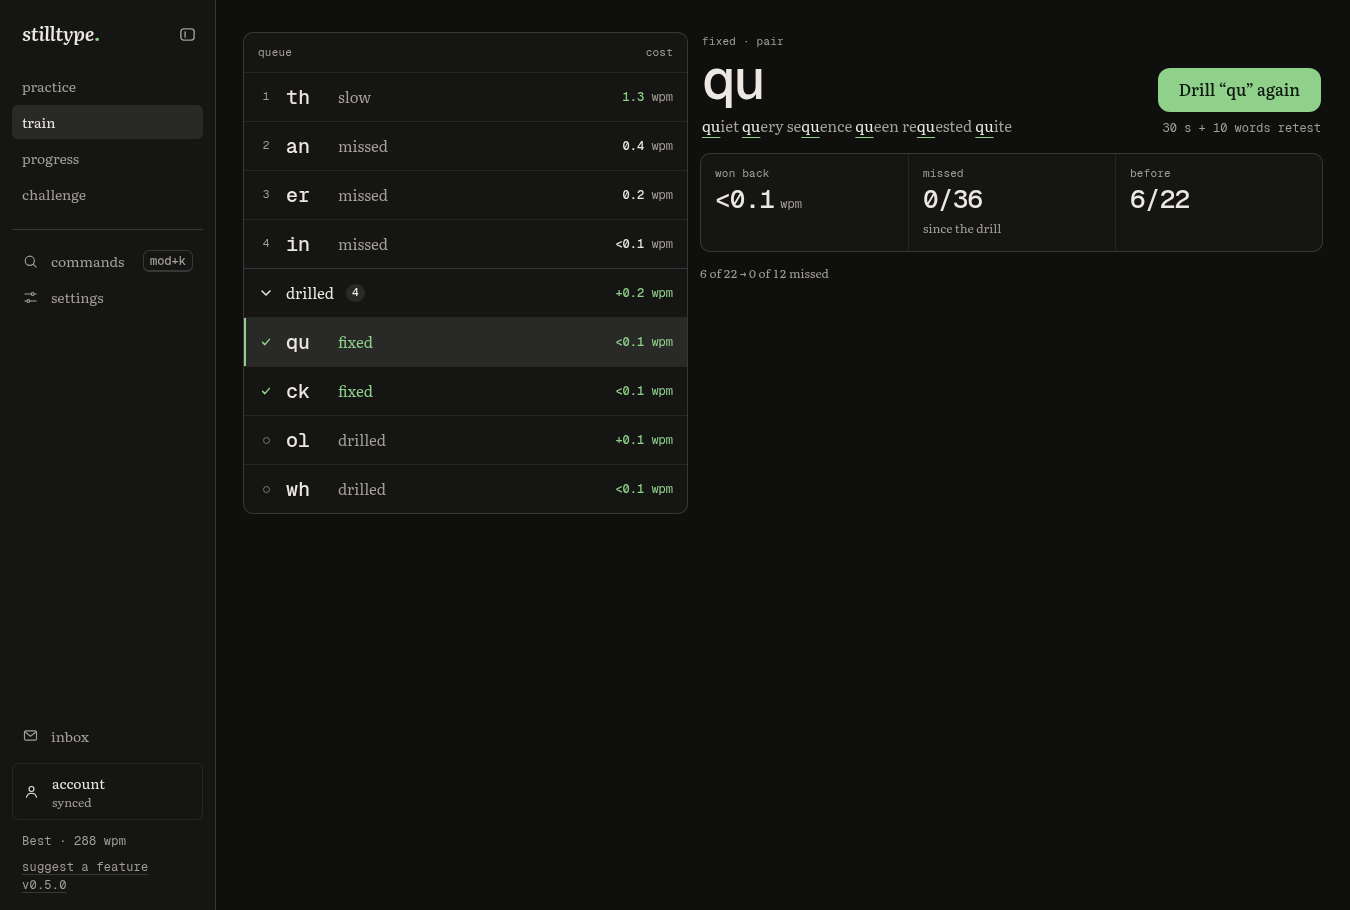 stilltype.
practice
train
progress
challenge
commands mod+k
settings
inbox
account
synced
Best · 288 wpm
suggest a feature
v0.5.0
queue cost
1 th slow 1.3 wpm
2 an missed 0.4 wpm
3 er missed 0.2 wpm
4 in missed <0.1 wpm
drilled 4 +0.2 wpm
qu fixed <0.1 wpm
ck fixed <0.1 wpm
ol drilled +0.1 wpm
wh drilled <0.1 wpm
fixed · pair
qu
Drill “qu” again
quiet query sequence queen requested quite
30 s + 10 words retest
won back missed before
<0.1 wpm 0/36 6/22
since the drill
6 of 22→0 of 12 missed